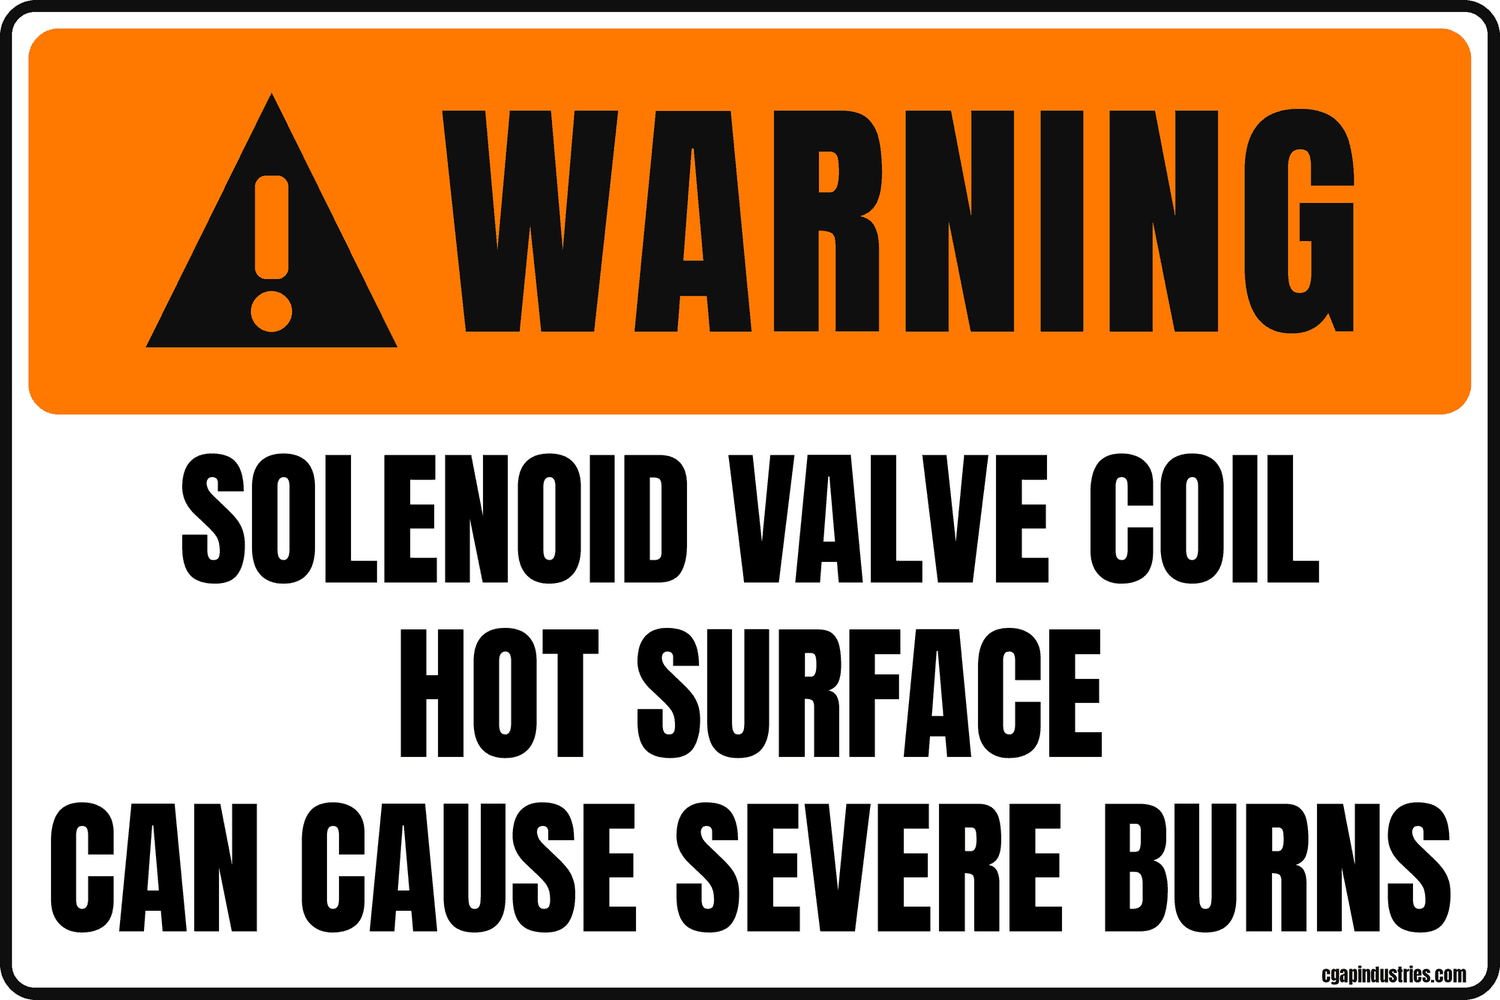 WARNING
SOLENOID VALVE COIL
HOT SURFACE
CAN CAUSE SEVERE BURNS
cgapindustries.com